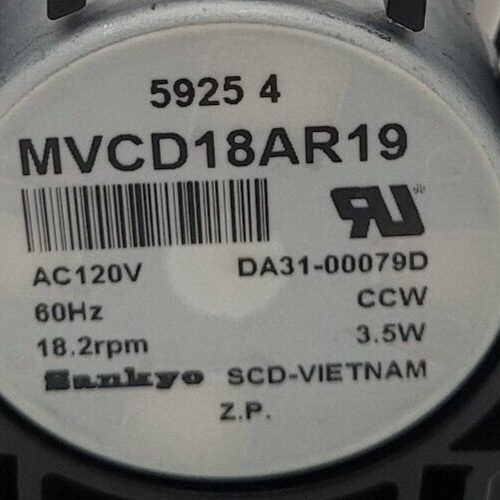 5925 4
MVCD18AR19
AC120V DA31-00079D
60Hz CCW
18.2rpm 3.5W
Sankyo SCD-VIETNAM
Z.P.